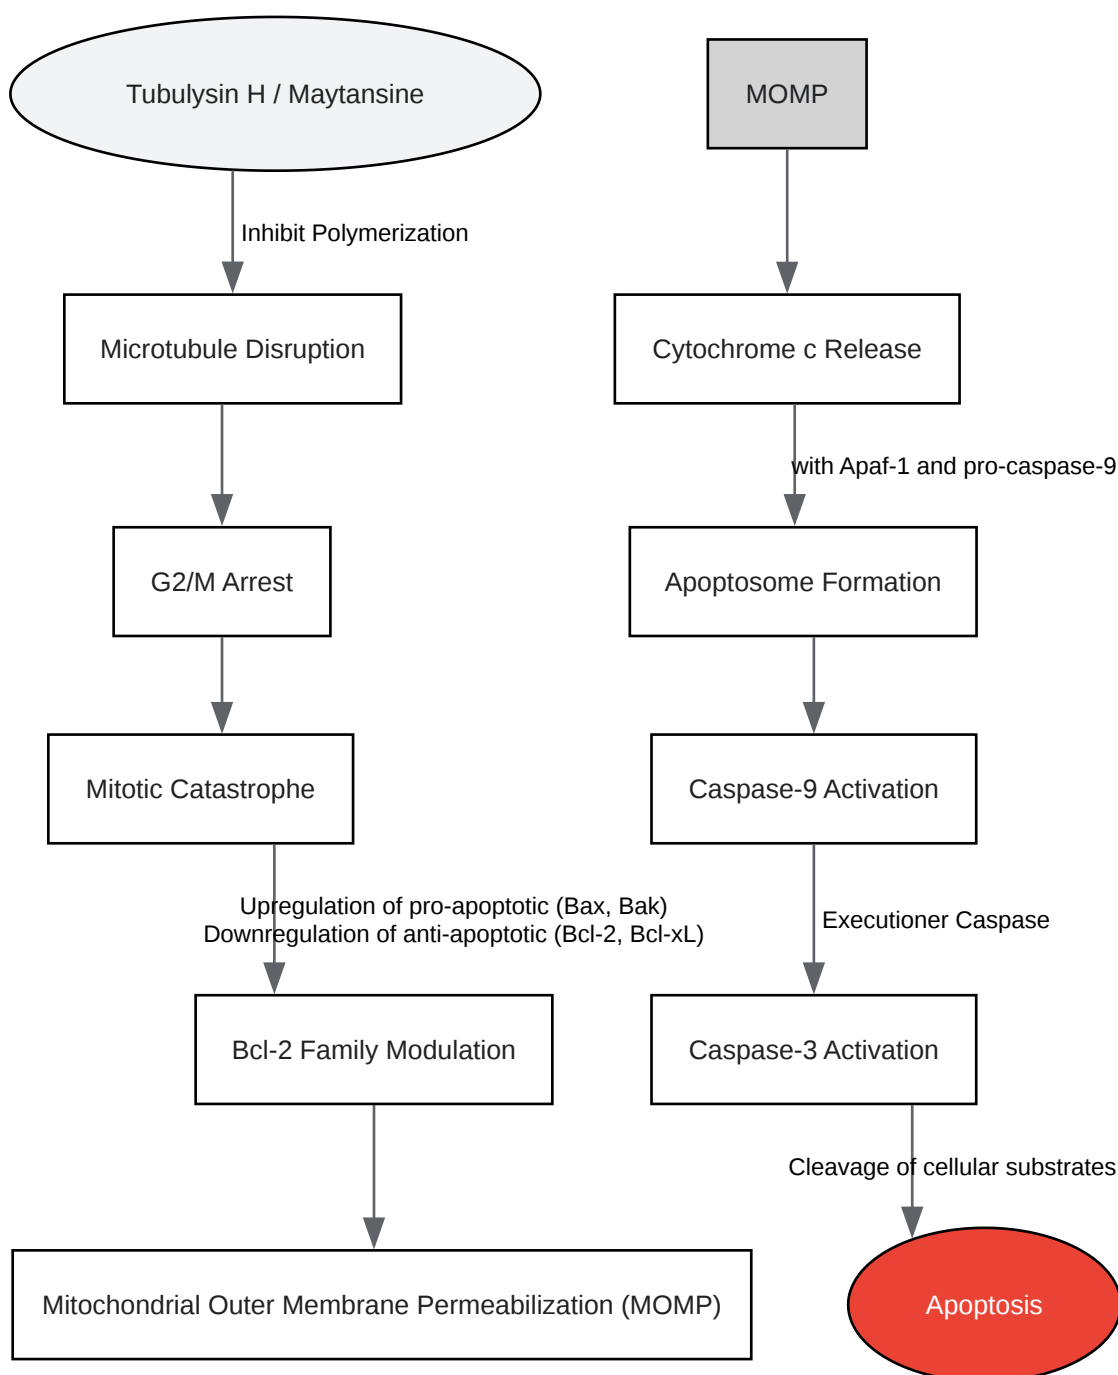 Tubulysin H / Maytansine
Inhibit Polymerization
Microtubule Disruption
G2/M Arrest
Mitotic Catastrophe
Upregulation of pro-apoptotic (Bax, Bak)
Downregulation of anti-apoptotic (Bcl-2, Bcl-xL)
Bcl-2 Family Modulation
Mitochondrial Outer Membrane Permeabilization (MOMP)
MOMP
Cytochrome c Release
with Apaf-1 and pro-caspase-9
Apoptosome Formation
Caspase-9 Activation
Executioner Caspase
Caspase-3 Activation
Cleavage of cellular substrates
Apoptosis